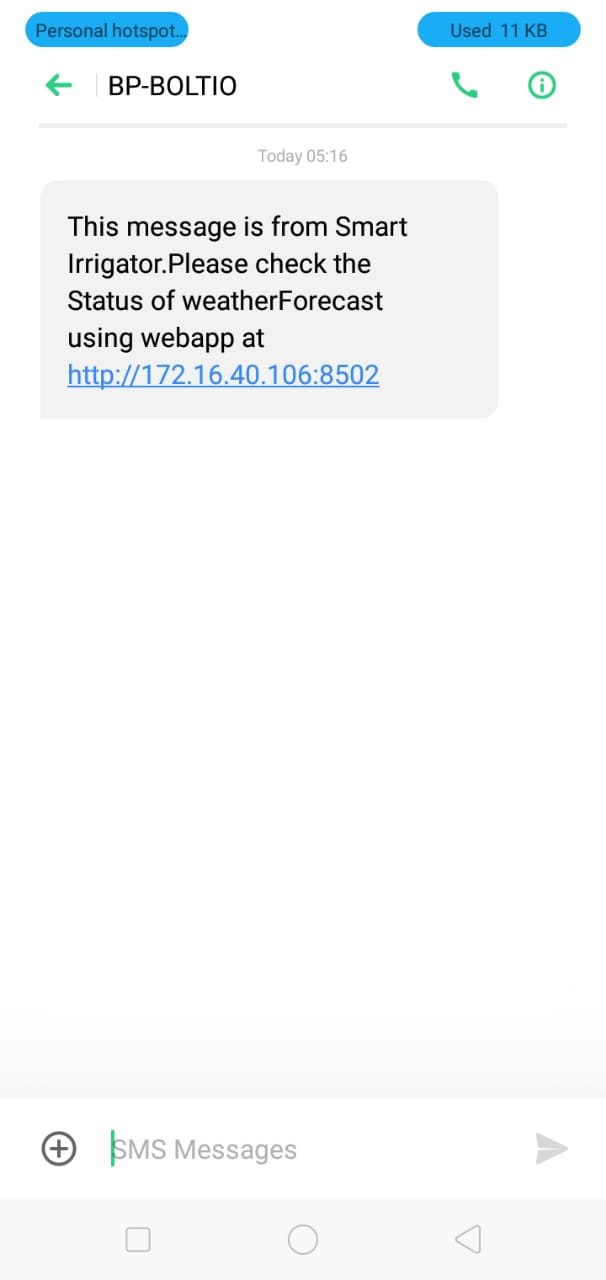 Personal hotspot...
Used 11 KB
BP-BOLTIO
Today 05:16
This message is from Smart
Irrigator.Please check the
Status of weatherForecast
using webapp at
http://172.16.40.106:8502
SMS Messages